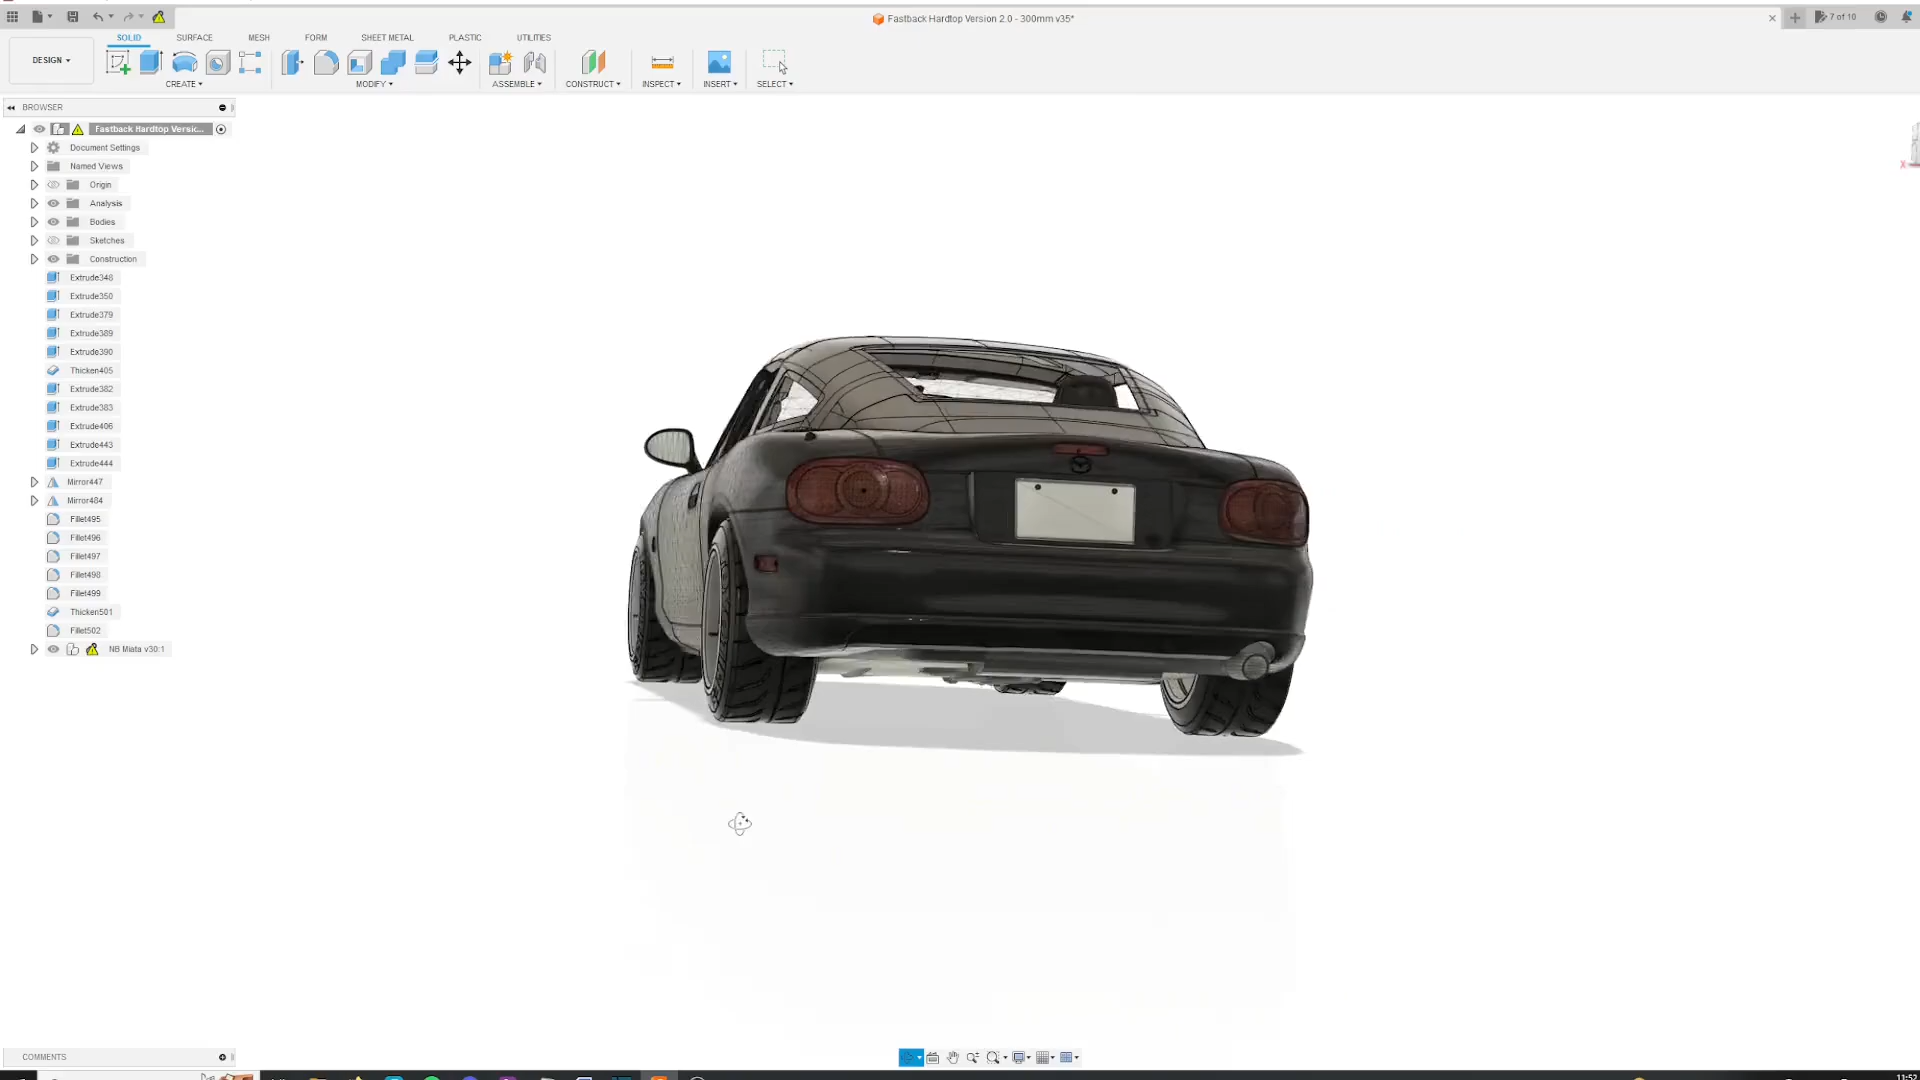 Fastback Hardtop Version 2.0 - 300mm v35*
7 of 10
SOLID SURFACE MESH FORM SHEET METAL PLASTIC UTILITIES
DESIGN
CREATE MODIFY ASSEMBLE CONSTRUCT INSPECT INSERT SELECT
BROWSER
Fastback Hardtop Versic...
Document Settings
Named Views
Origin
Analysis
Bodies
Sketches
Construction
Extrude348
Extrude350
Extrude379
Extrude389
Extrude390
Thicken405
Extrude382
Extrude383
Extrude406
Extrude443
Extrude444
Mirror447
Mirror484
Fillet495
Fillet496
Fillet497
Fillet498
Fillet499
Thicken501
Fillet502
NB Miata v30:1
X
COMMENTS
11:52